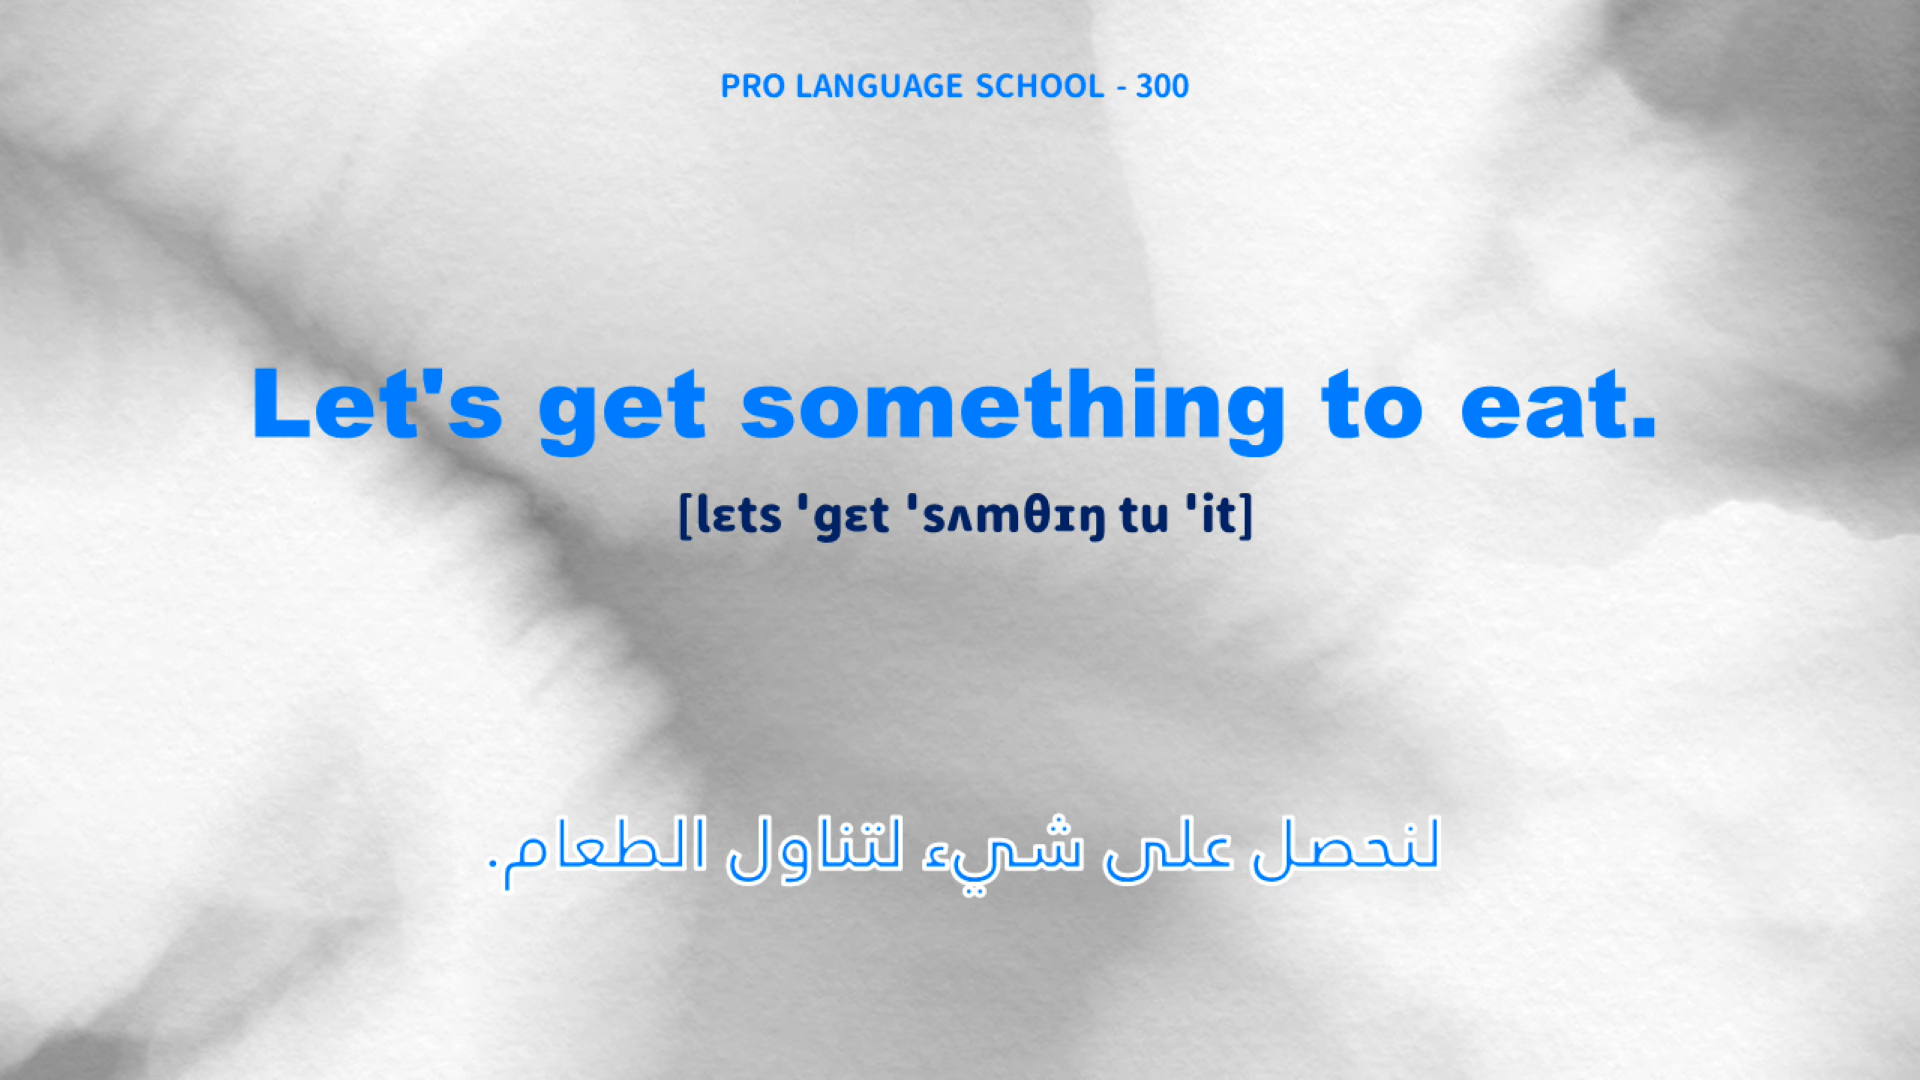 PRO LANGUAGE SCHOOL - 300
Let's get something to eat.
[lɛts 'gɛt 'sʌmθɪŋ tu 'it]
لنحصل على شيء لتناول الطعام.